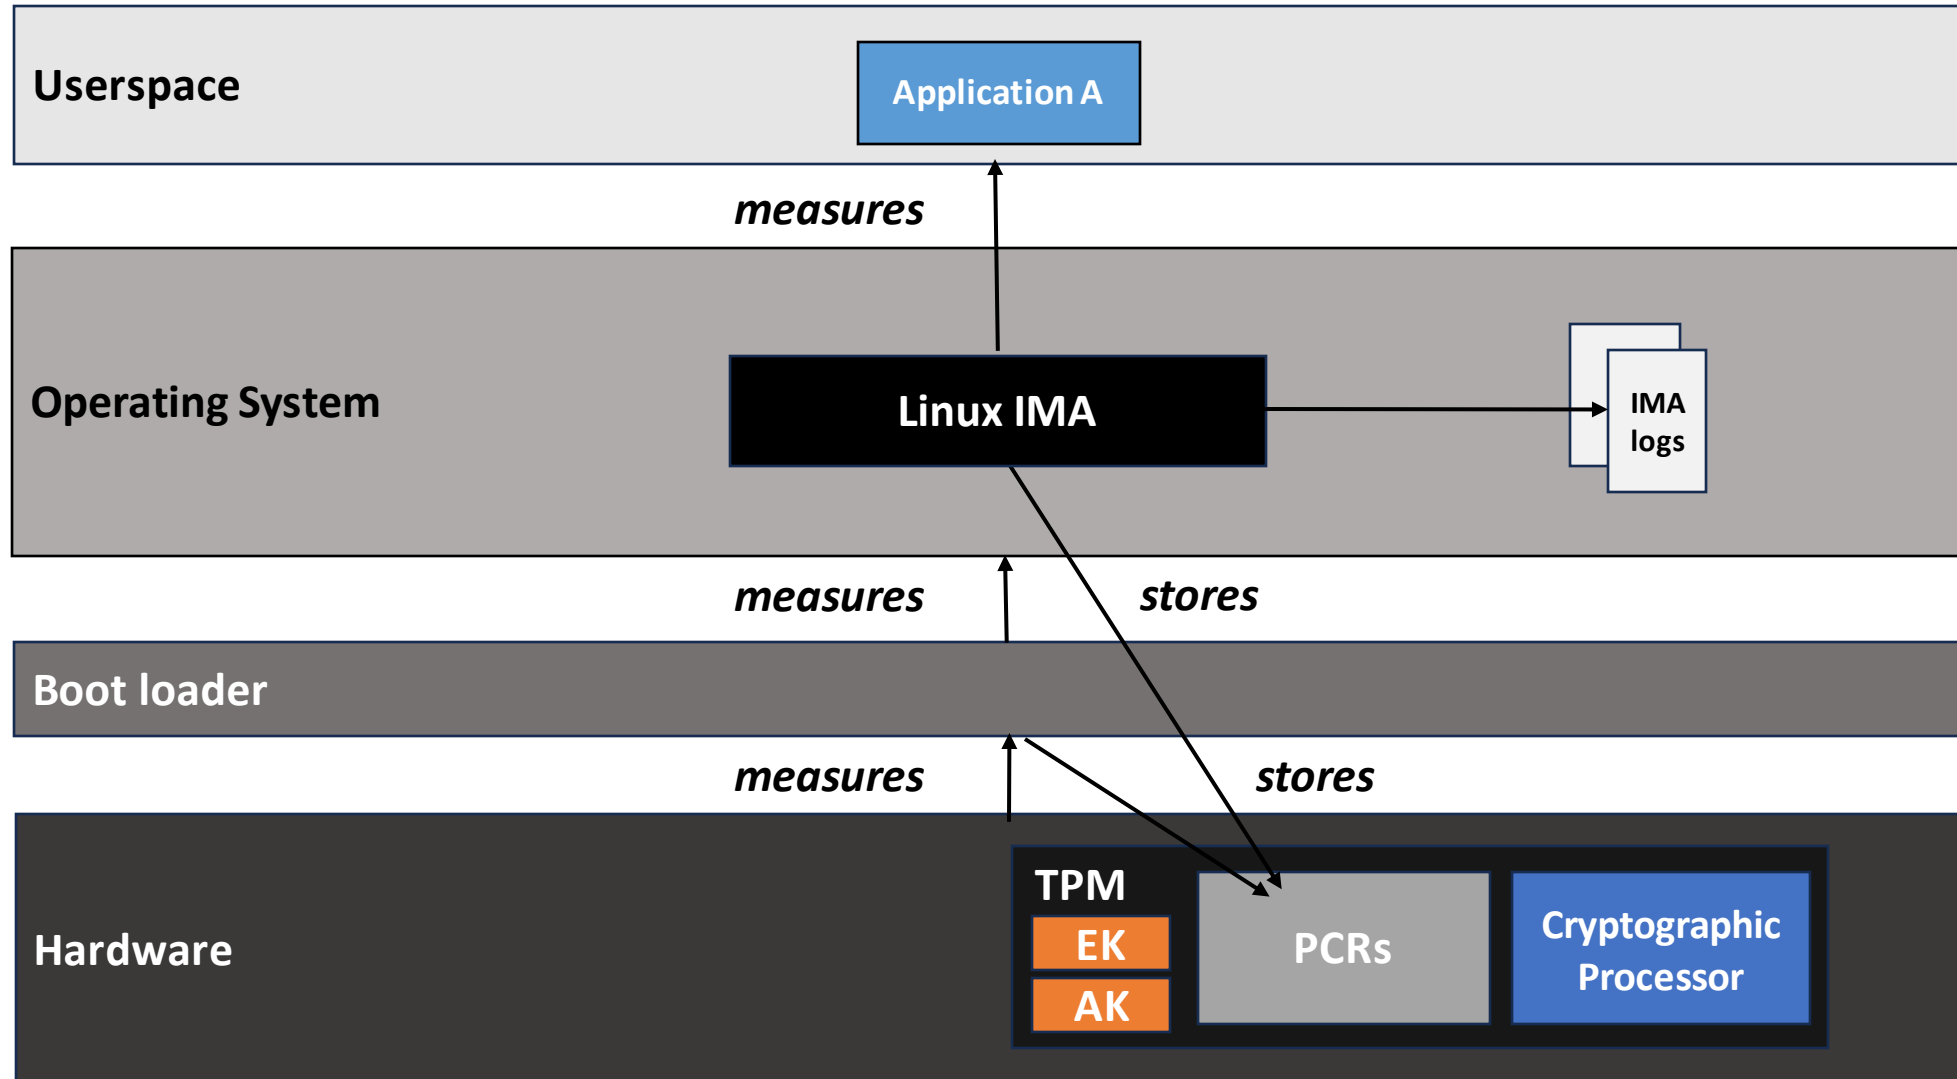 Userspace
Application A
measures
Operating System
Linux IMA
IMA
logs
measures
stores
Boot loader
measures
stores
Hardware
TPM
EK
AK
PCRs
Cryptographic
Processor